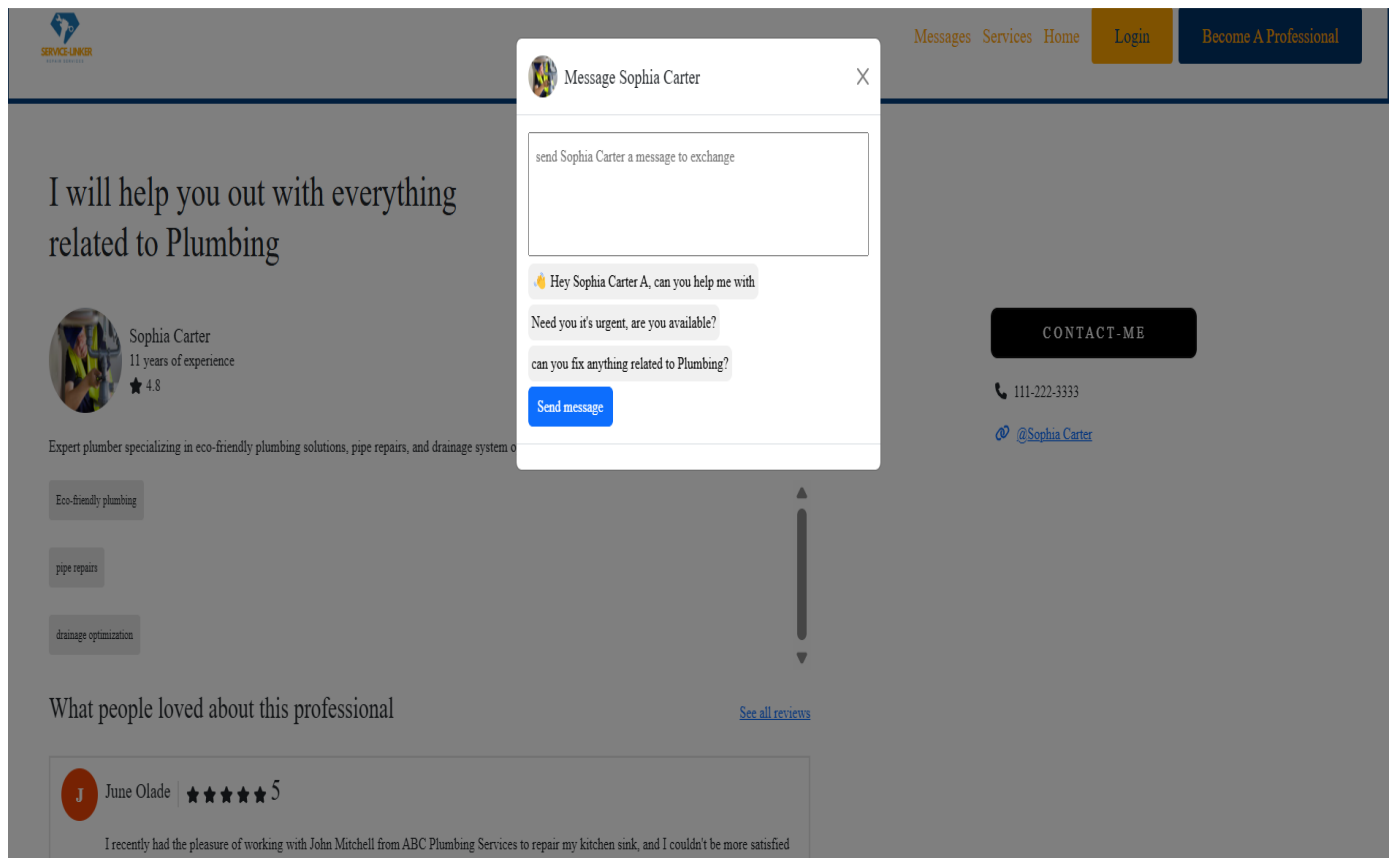 SERVICE-LINKER
REPAIR SERVICES
Messages Services Home Login Become A Professional
Message Sophia Carter
X
send Sophia Carter a message to exchange
👋 Hey Sophia Carter A, can you help me with
Need you it's urgent, are you available?
can you fix anything related to Plumbing?
Send message
I will help you out with everything
related to Plumbing
Sophia Carter
11 years of experience
4.8
Expert plumber specializing in eco-friendly plumbing solutions, pipe repairs, and drainage system
Eco-friendly plumbing
pipe repairs
drainage optimization
CONTACT-ME
111-222-3333
@Sophia Carter
What people loved about this professional
See all reviews
J
June Olade
5
I recently had the pleasure of working with John Mitchell from ABC Plumbing Services to repair my kitchen sink, and I couldn't be more satisfied